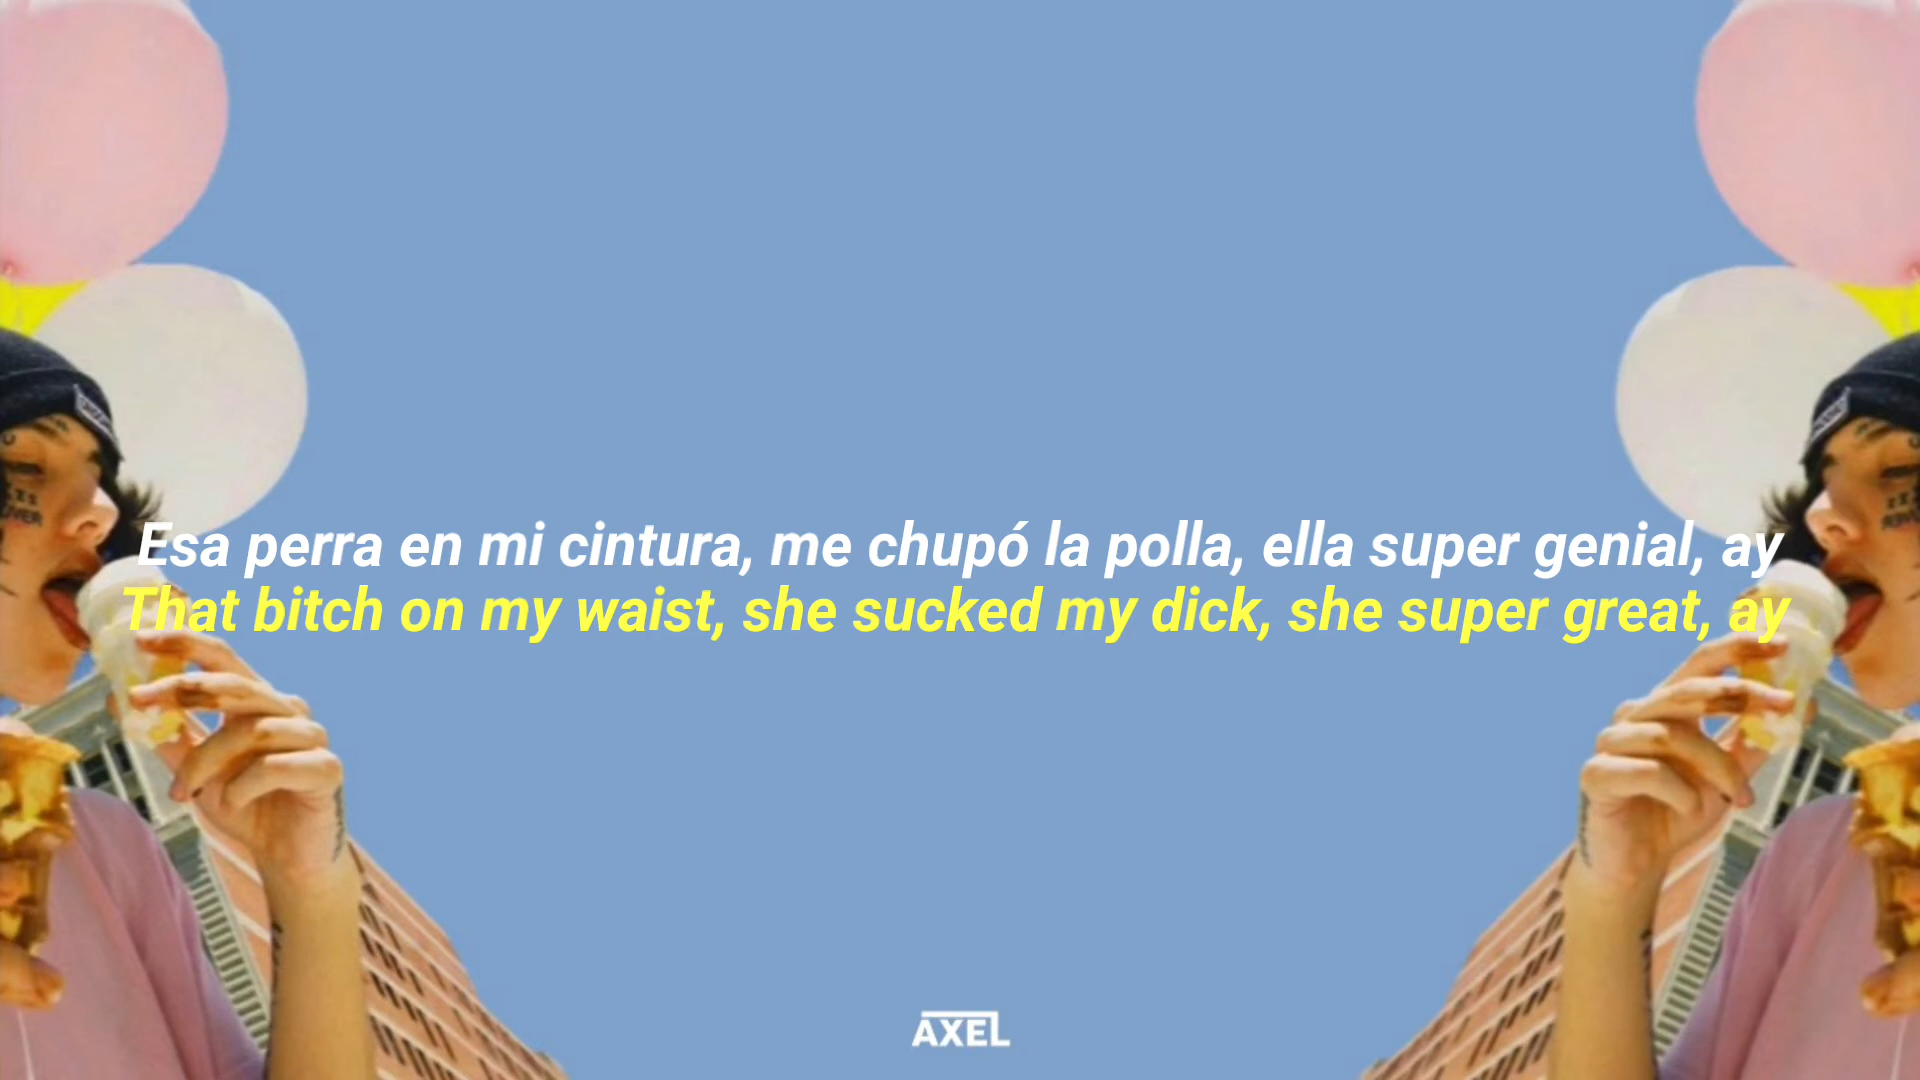 Esa perra en mi cintura, me chupó la polla, ella super genial, ay
That bitch on my waist, she sucked my dick, she super great, ay
AXEL